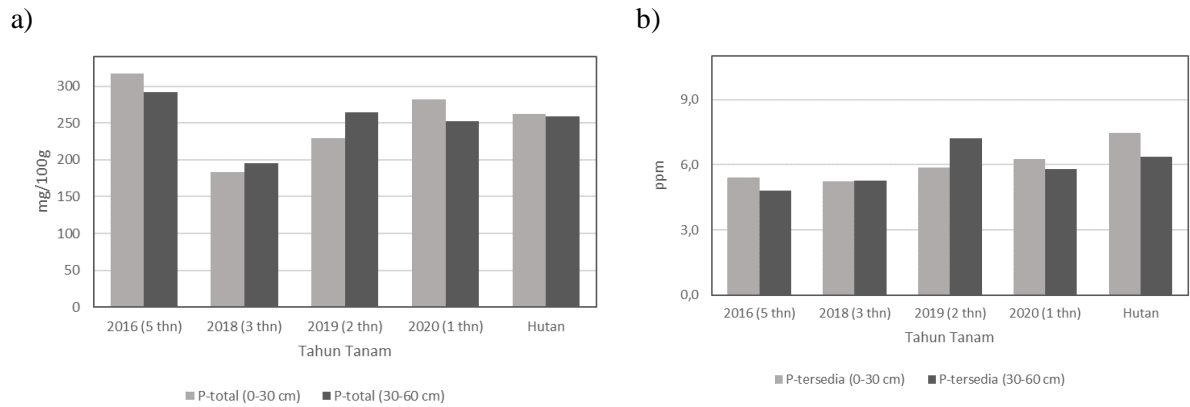 a)
300
250
200
150
100
50
0
mg/100g
2016 (5 thn) 2018 (3 thn) 2019 (2 thn) 2020 (1 thn) Hutan
Tahun Tanam
P-total (0-30 cm) P-total (30-60 cm)
b)
9,0
6,0
3,0
0,0
ppm
2016 (5 thn) 2018 (3 thn) 2019 (2 thn) 2020 (1 thn) Hutan
Tahun Tanam
P-tersedia (0-30 cm) P-tersedia (30-60 cm)